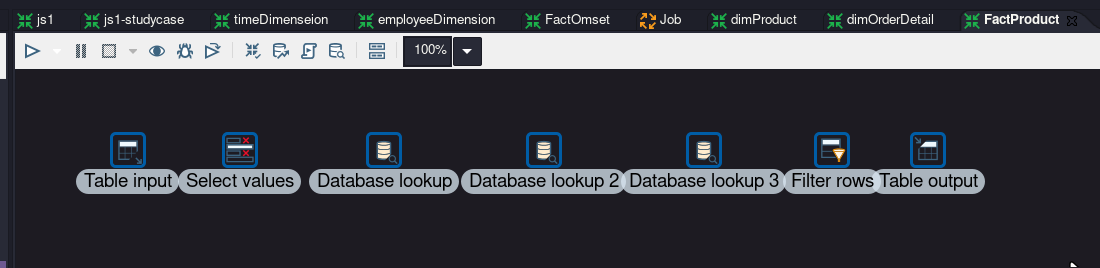 js1 js1-studycase timeDimenseion employeeDimension FactOmset Job dimProduct dimOrderDetail FactProduct
100%
Table input Select values Database lookup Database lookup 2 Database lookup 3 Filter rows Table output